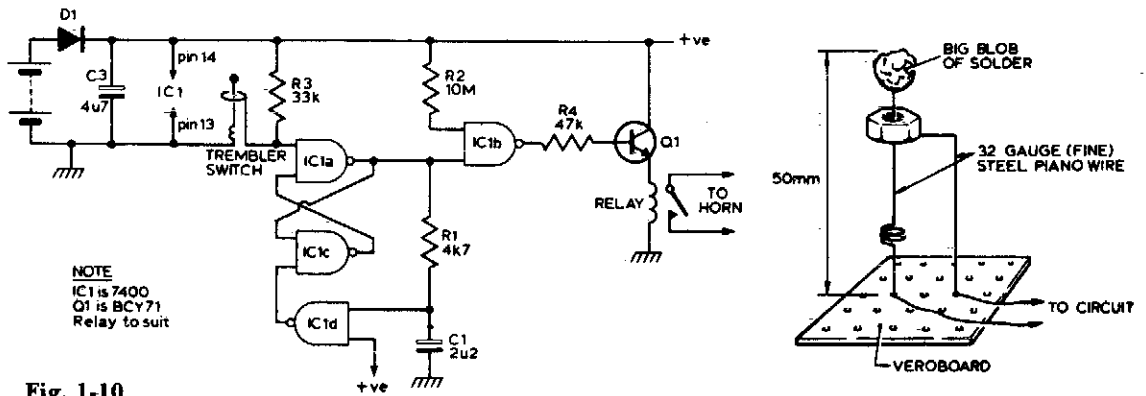 D1
+ve
C3
4u7
pin 14
IC1
pin 13
TREMBLER
SWITCH
R3
33k
IC1a
R2
10M
IC1b
R4
47k
Q1
RELAY
TO
HORN
IC1c
R1
4k7
IC1d
C1
2u2
+ve
NOTE
IC1 is 7400
Q1 is BCY71
Relay to suit
Fig. 1-10
BIG BLOB
OF SOLDER
50mm
32 GAUGE (FINE)
STEEL PIANO WIRE
TO CIRCUIT
VEROBOARD